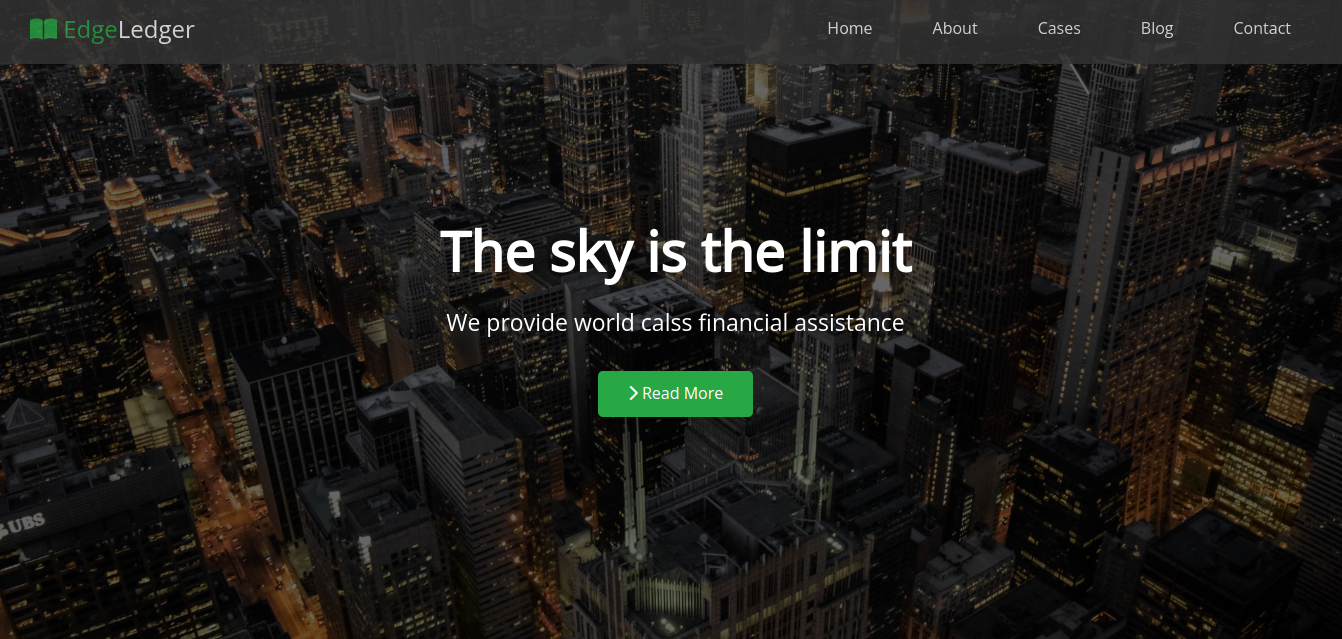 EdgeLedger
Home About Cases Blog Contact
The sky is the limit
We provide world calss financial assistance
Read More
UBS